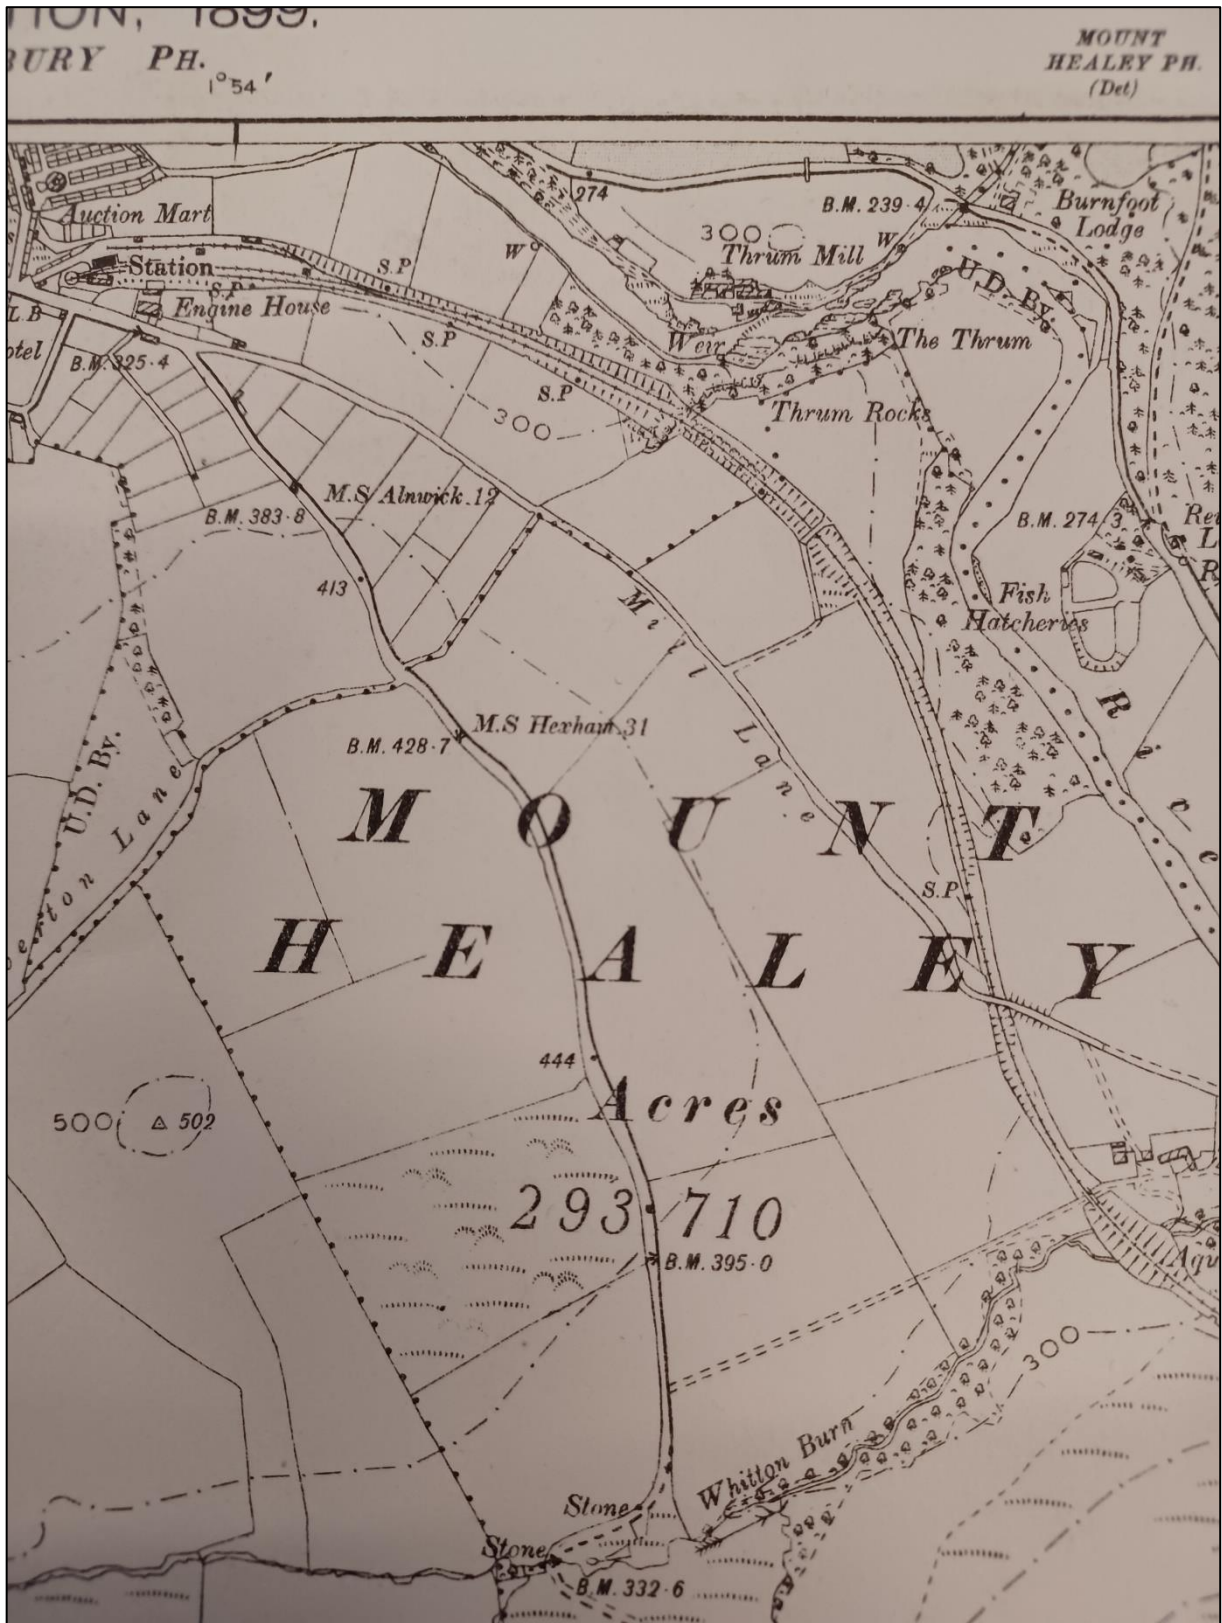 TION, 1899.
BURY PH.
1°54′
MOUNT
HEALEY PH.
(Det)
274
Auction Mart
B.M. 239·4
Burnfoot
Lodge
300
Thrum Mill
W
W
Station
S.P
S.P
U.D. By.
Engine House
L B
S.P
Weir
The Thrum
otel
B.M. 325·4
S.P
300
Thrum Rocks
M.S Alnwick.12
B.M. 383·8
B.M. 274·3
413
Mill
Lane
Fish
Hatcheries
M.S Hexham.31
B.M. 428·7
U.D. By.
erton Lane
MOUNT
S.P
HEALEY
444
Acres
500
502
293·710
B.M. 395·0
300
Whitton Burn
Stone
Stone
B.M. 332·6